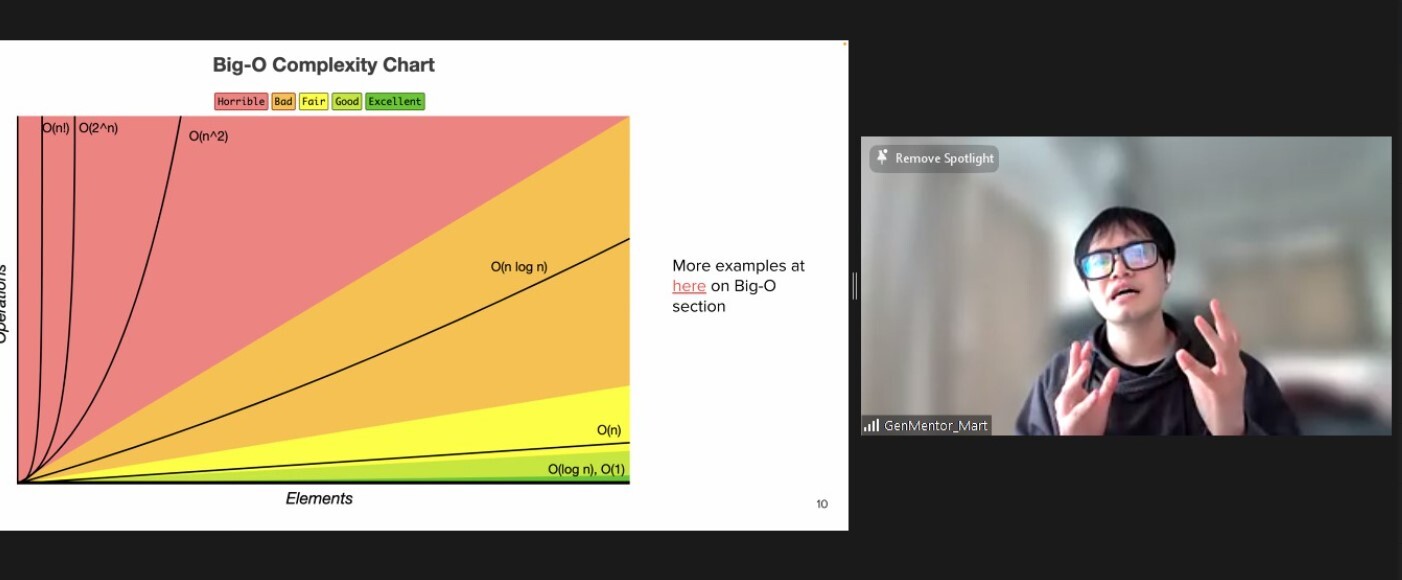 Big-O Complexity Chart
Horrible Bad Fair Good Excellent
O(n!) O(2^n)
O(n^2)
O(n log n)
O(n)
O(log n), O(1)
Operations
Elements
More examples at
here on Big-O
section
10
Remove Spotlight
GenMentor_Mart